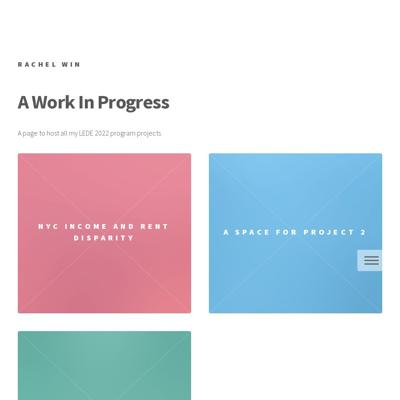 RACHEL WIN
A Work In Progress
A page to host all my LEDE 2022 program projects
NYC INCOME AND RENT
DISPARITY
A SPACE FOR PROJECT 2